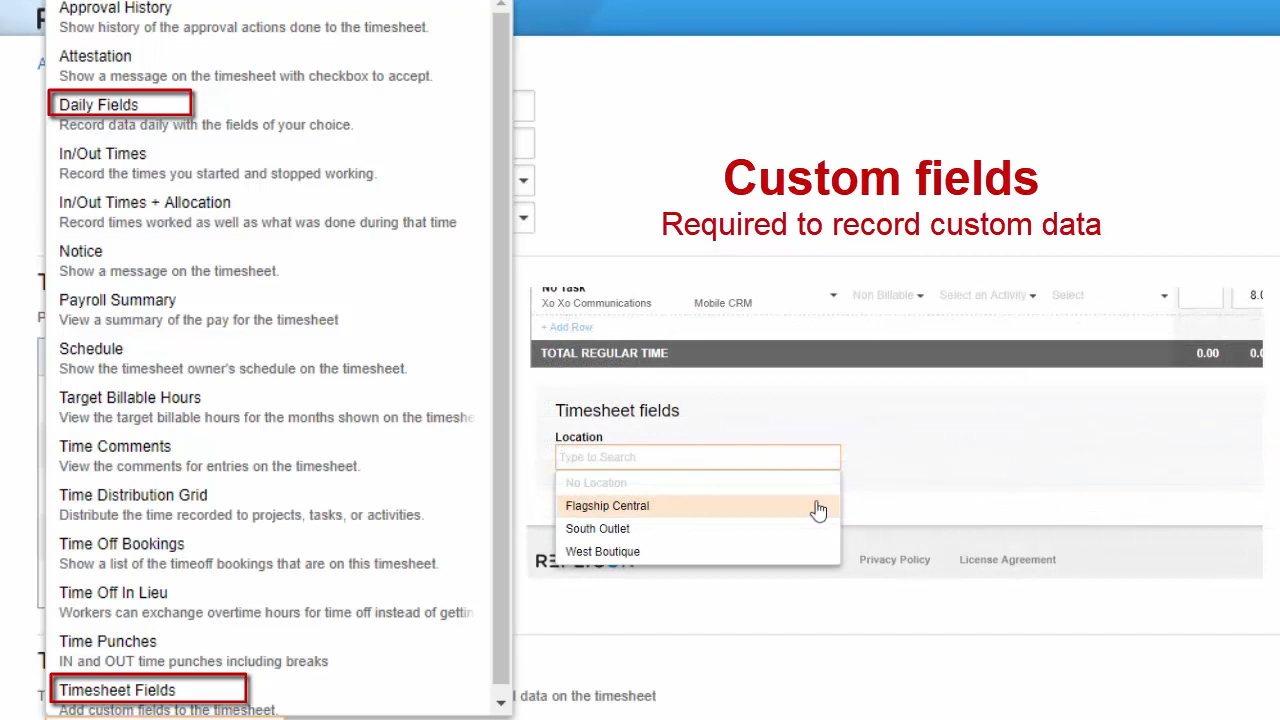 Approval History
Show history of the approval actions done to the timesheet.
Attestation
Show a message on the timesheet with checkbox to accept.
Daily Fields
Record data daily with the fields of your choice.
In/Out Times
Record the times you started and stopped working.
In/Out Times + Allocation
Record times worked as well as what was done during that time
Notice
Show a message on the timesheet.
Payroll Summary
View a summary of the pay for the timesheet
Schedule
Show the timesheet owner's schedule on the timesheet.
Target Billable Hours
View the target billable hours for the months shown on the
Time Comments
View the comments for entries on the timesheet.
Time Distribution Grid
Distribute the time recorded to projects, tasks, or activities.
Time Off Bookings
Show a list of the timeoff bookings that are on this timesheet.
Time Off In Lieu
Workers can exchange overtime hours for time off instead of
Time Punches
IN and OUT time punches including breaks
Timesheet Fields
Add custom fields to the timesheet.
data on the timesheet
Custom fields
Required to record custom data
No Task
Xo Xo Communications Mobile CRM Non Billable Select an Activity Select 8.0
+ Add Row
TOTAL REGULAR TIME 0.00 0.0
Timesheet fields
Location
Type to Search
No Location
Flagship Central
South Outlet
West Boutique
Privacy Policy License Agreement